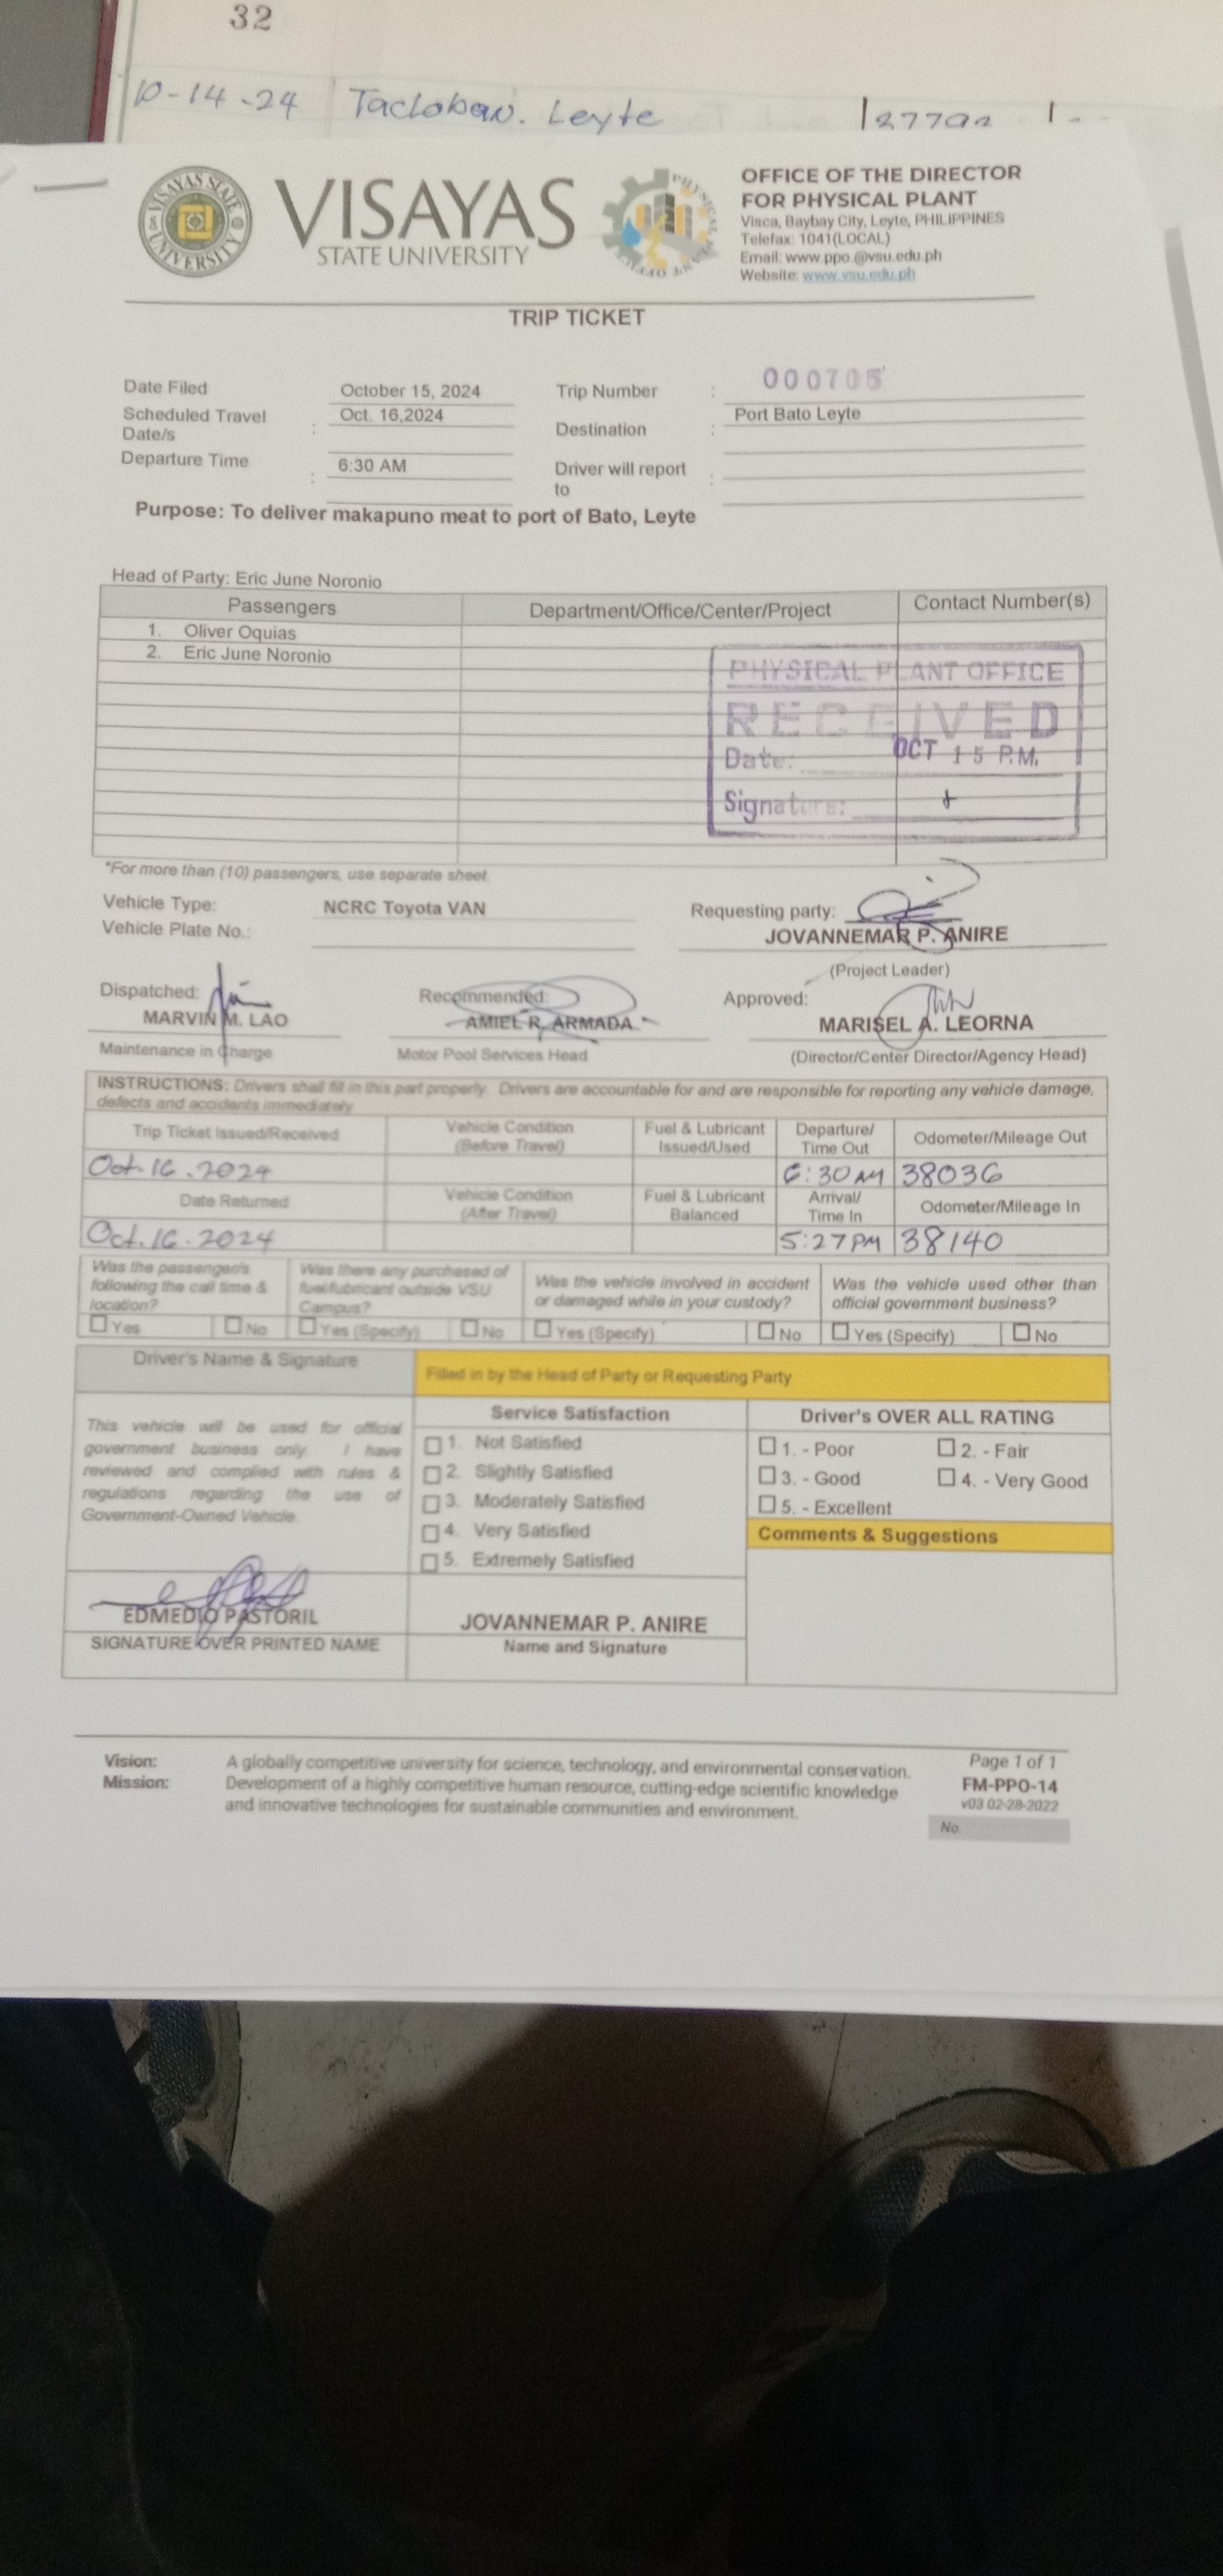 32
10-14-24 Tacloban. Leyte
VISAYAS STATE UNIVERSITY
VISAYAS
STATE UNIVERSITY
OFFICE OF THE DIRECTOR
FOR PHYSICAL PLANT
Visca, Baybay City, Leyte, PHILIPPINES
Telefax: 1041(LOCAL)
Email: www.ppo.@vsu.edu.ph
Website: www.vsu.edu.ph
TRIP TICKET
Date Filed October 15, 2024 Trip Number : 000705
Scheduled Travel Date/s : Oct. 16,2024 Destination : Port Bato Leyte
Departure Time : 6:30 AM Driver will report to :
Purpose: To deliver makapuno meat to port of Bato, Leyte
Head of Party: Eric June Noronio
Passengers Department/Office/Center/Project Contact Number(s)
1. Oliver Oquias
2. Eric June Noronio
PHYSICAL PLANT OFFICE
RECEIVED
Date: OCT 15 P.M.
Signature:
*For more than (10) passengers, use separate sheet.
Vehicle Type: NCRC Toyota VAN Requesting party:
Vehicle Plate No.: JOVANNEMAR P. ANIRE
(Project Leader)
Dispatched: Recommended: Approved:
MARVIN M. LAO AMIEL R. ARMADA MARISEL A. LEORNA
Maintenance in Charge Motor Pool Services Head (Director/Center Director/Agency Head)
INSTRUCTIONS: Drivers shall fill in this part properly. Drivers are accountable for and are responsible for reporting any vehicle damage,
defects and accidents immediately
Trip Ticket Issued/Received Vehicle Condition (Before Travel) Fuel & Lubricant Issued/Used Departure/ Time Out Odometer/Mileage Out
Oct. 16. 2024 6:30 AM 38036
Date Returned Vehicle Condition (After Travel) Fuel & Lubricant Balanced Arrival/ Time In Odometer/Mileage In
Oct. 16. 2024 5:27 PM 38140
Was the passenger/s following the call time & location? Was there any purchased of fuel/lubricant outside VSU Campus? Was the vehicle involved in accident or damaged while in your custody? Was the vehicle used other than official government business?
Yes No Yes (Specify) No Yes (Specify) No Yes (Specify) No
Driver's Name & Signature Filled in by the Head of Party or Requesting Party
Service Satisfaction Driver's OVER ALL RATING
This vehicle will be used for official
government business only. I have
reviewed and complied with rules &
regulations regarding the use of
Government-Owned Vehicle.
1. Not Satisfied
2. Slightly Satisfied
3. Moderately Satisfied
4. Very Satisfied
5. Extremely Satisfied
1. - Poor 2. - Fair
3. - Good 4. - Very Good
5. - Excellent
Comments & Suggestions
EDMEDIO PASTORIL JOVANNEMAR P. ANIRE
SIGNATURE OVER PRINTED NAME Name and Signature
Vision: A globally competitive university for science, technology, and environmental conservation.
Mission: Development of a highly competitive human resource, cutting-edge scientific knowledge
and innovative technologies for sustainable communities and environment.
Page 1 of 1
FM-PPO-14
v03 02-28-2022
No.